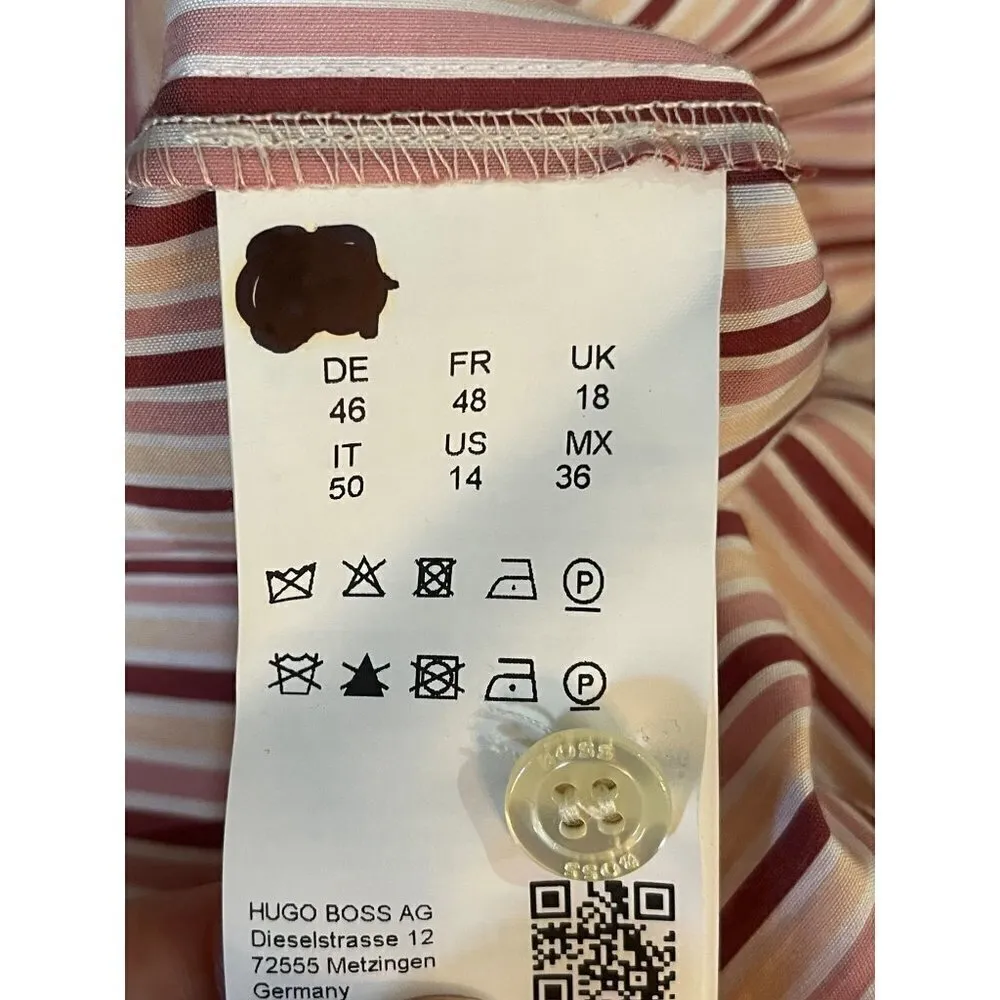 DE FR UK
46 48 18
IT US MX
50 14 36
P
P
BOSS
BOSS
HUGO BOSS AG
Dieselstrasse 12
72555 Metzingen
Germany